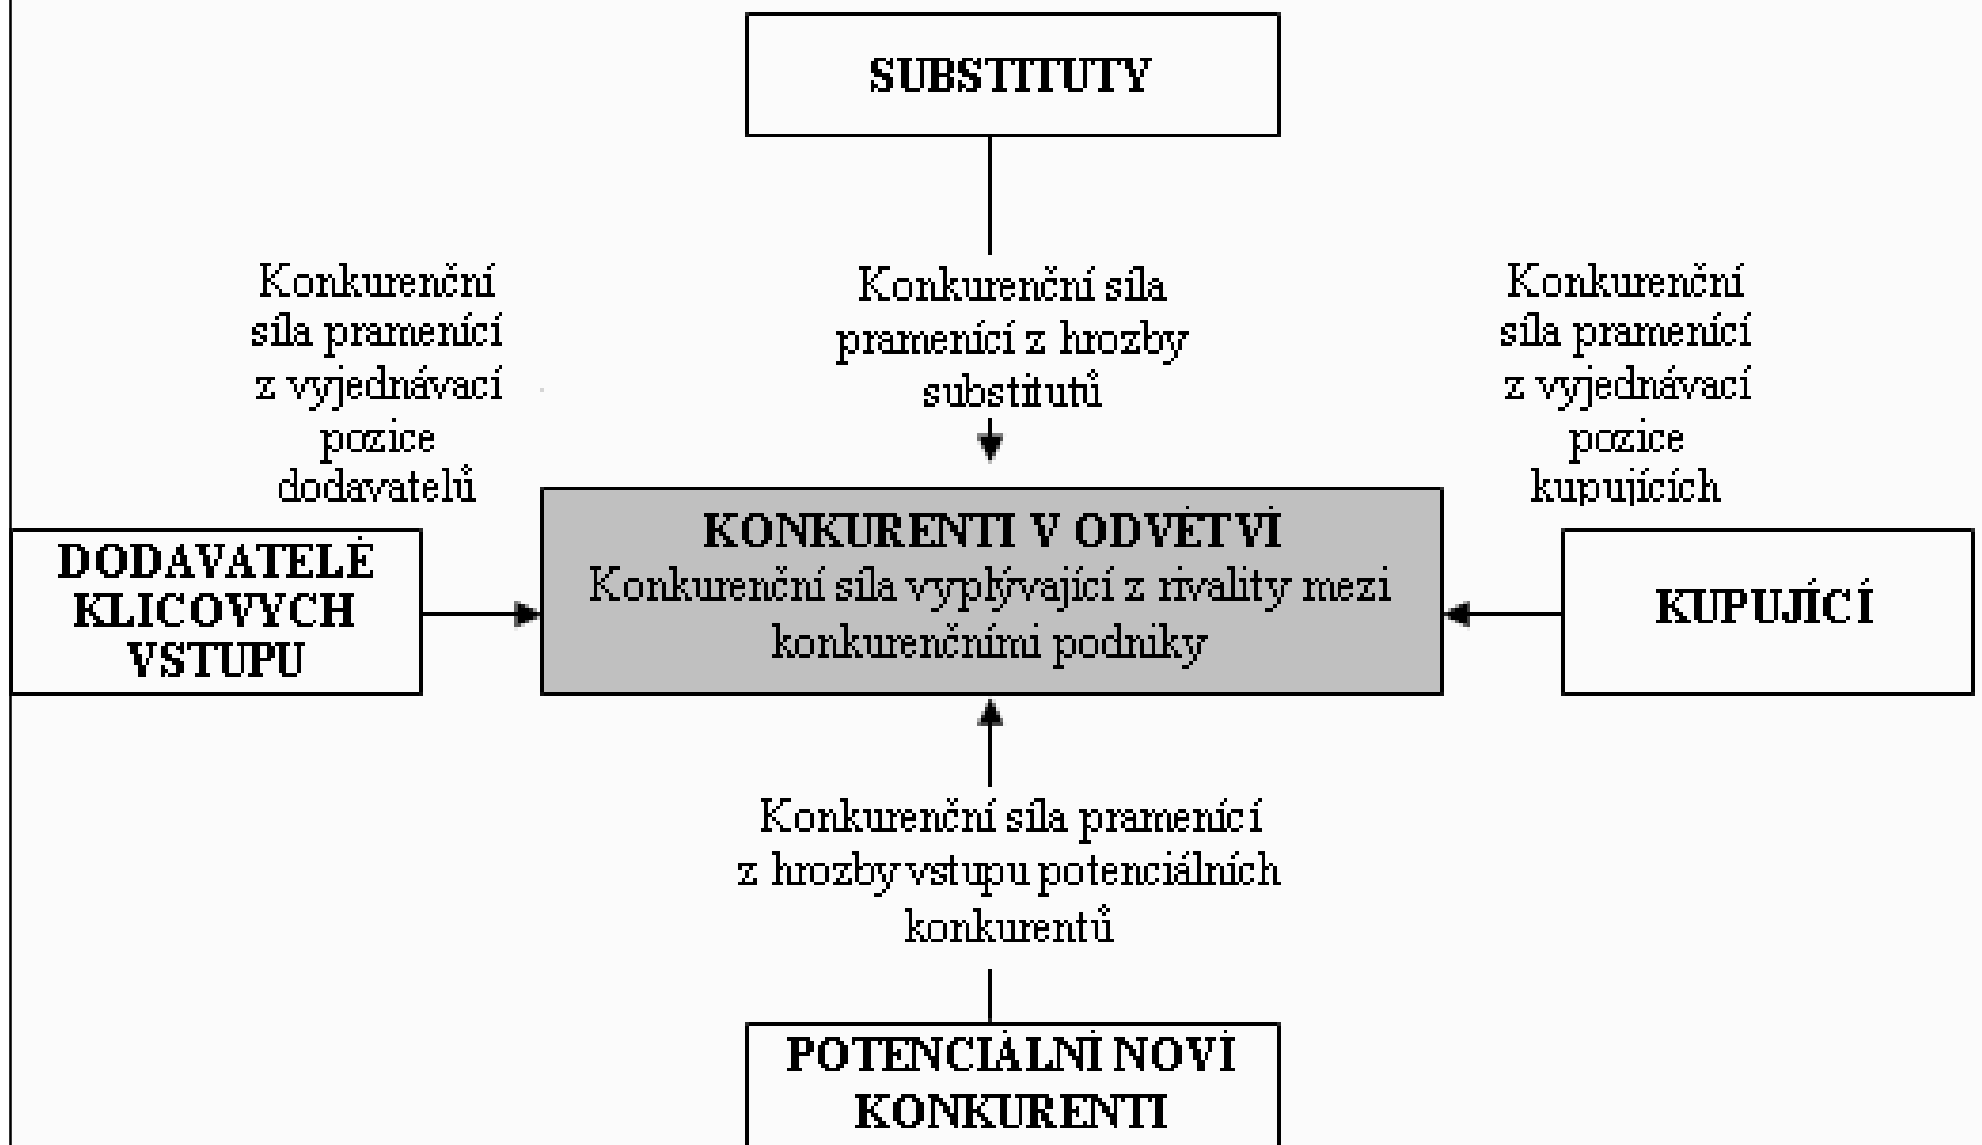 SUBSTITUTY
Konkurenční
síla pramenící
z vyjednávací
pozice
dodavatelů
Konkurenční síla
pramenící z hrozby
substitutů
Konkurenční
síla pramenící
z vyjednávací
pozice
kupujících
DODAVATELÉ
KLICOVYCH
VSTUPU
KONKURENTI V ODVĚTVÍ
Konkurenční síla vyplývající z rivality mezi
konkurenčními podniky
KUPUJÍCÍ
Konkurenční síla pramenící
z hrozby vstupu potenciálních
konkurentů
POTENCIÁLNÍ NOVÍ
KONKURENTI